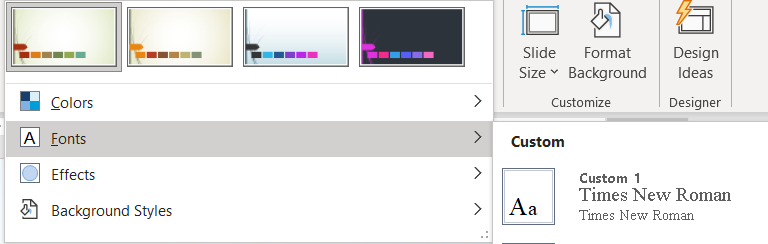 Colors
Fonts
Effects
Background Styles
Slide
Size
Format
Background
Customize
Design
Ideas
Designer
Custom
Aa
Custom 1
Times New Roman
Times New Roman